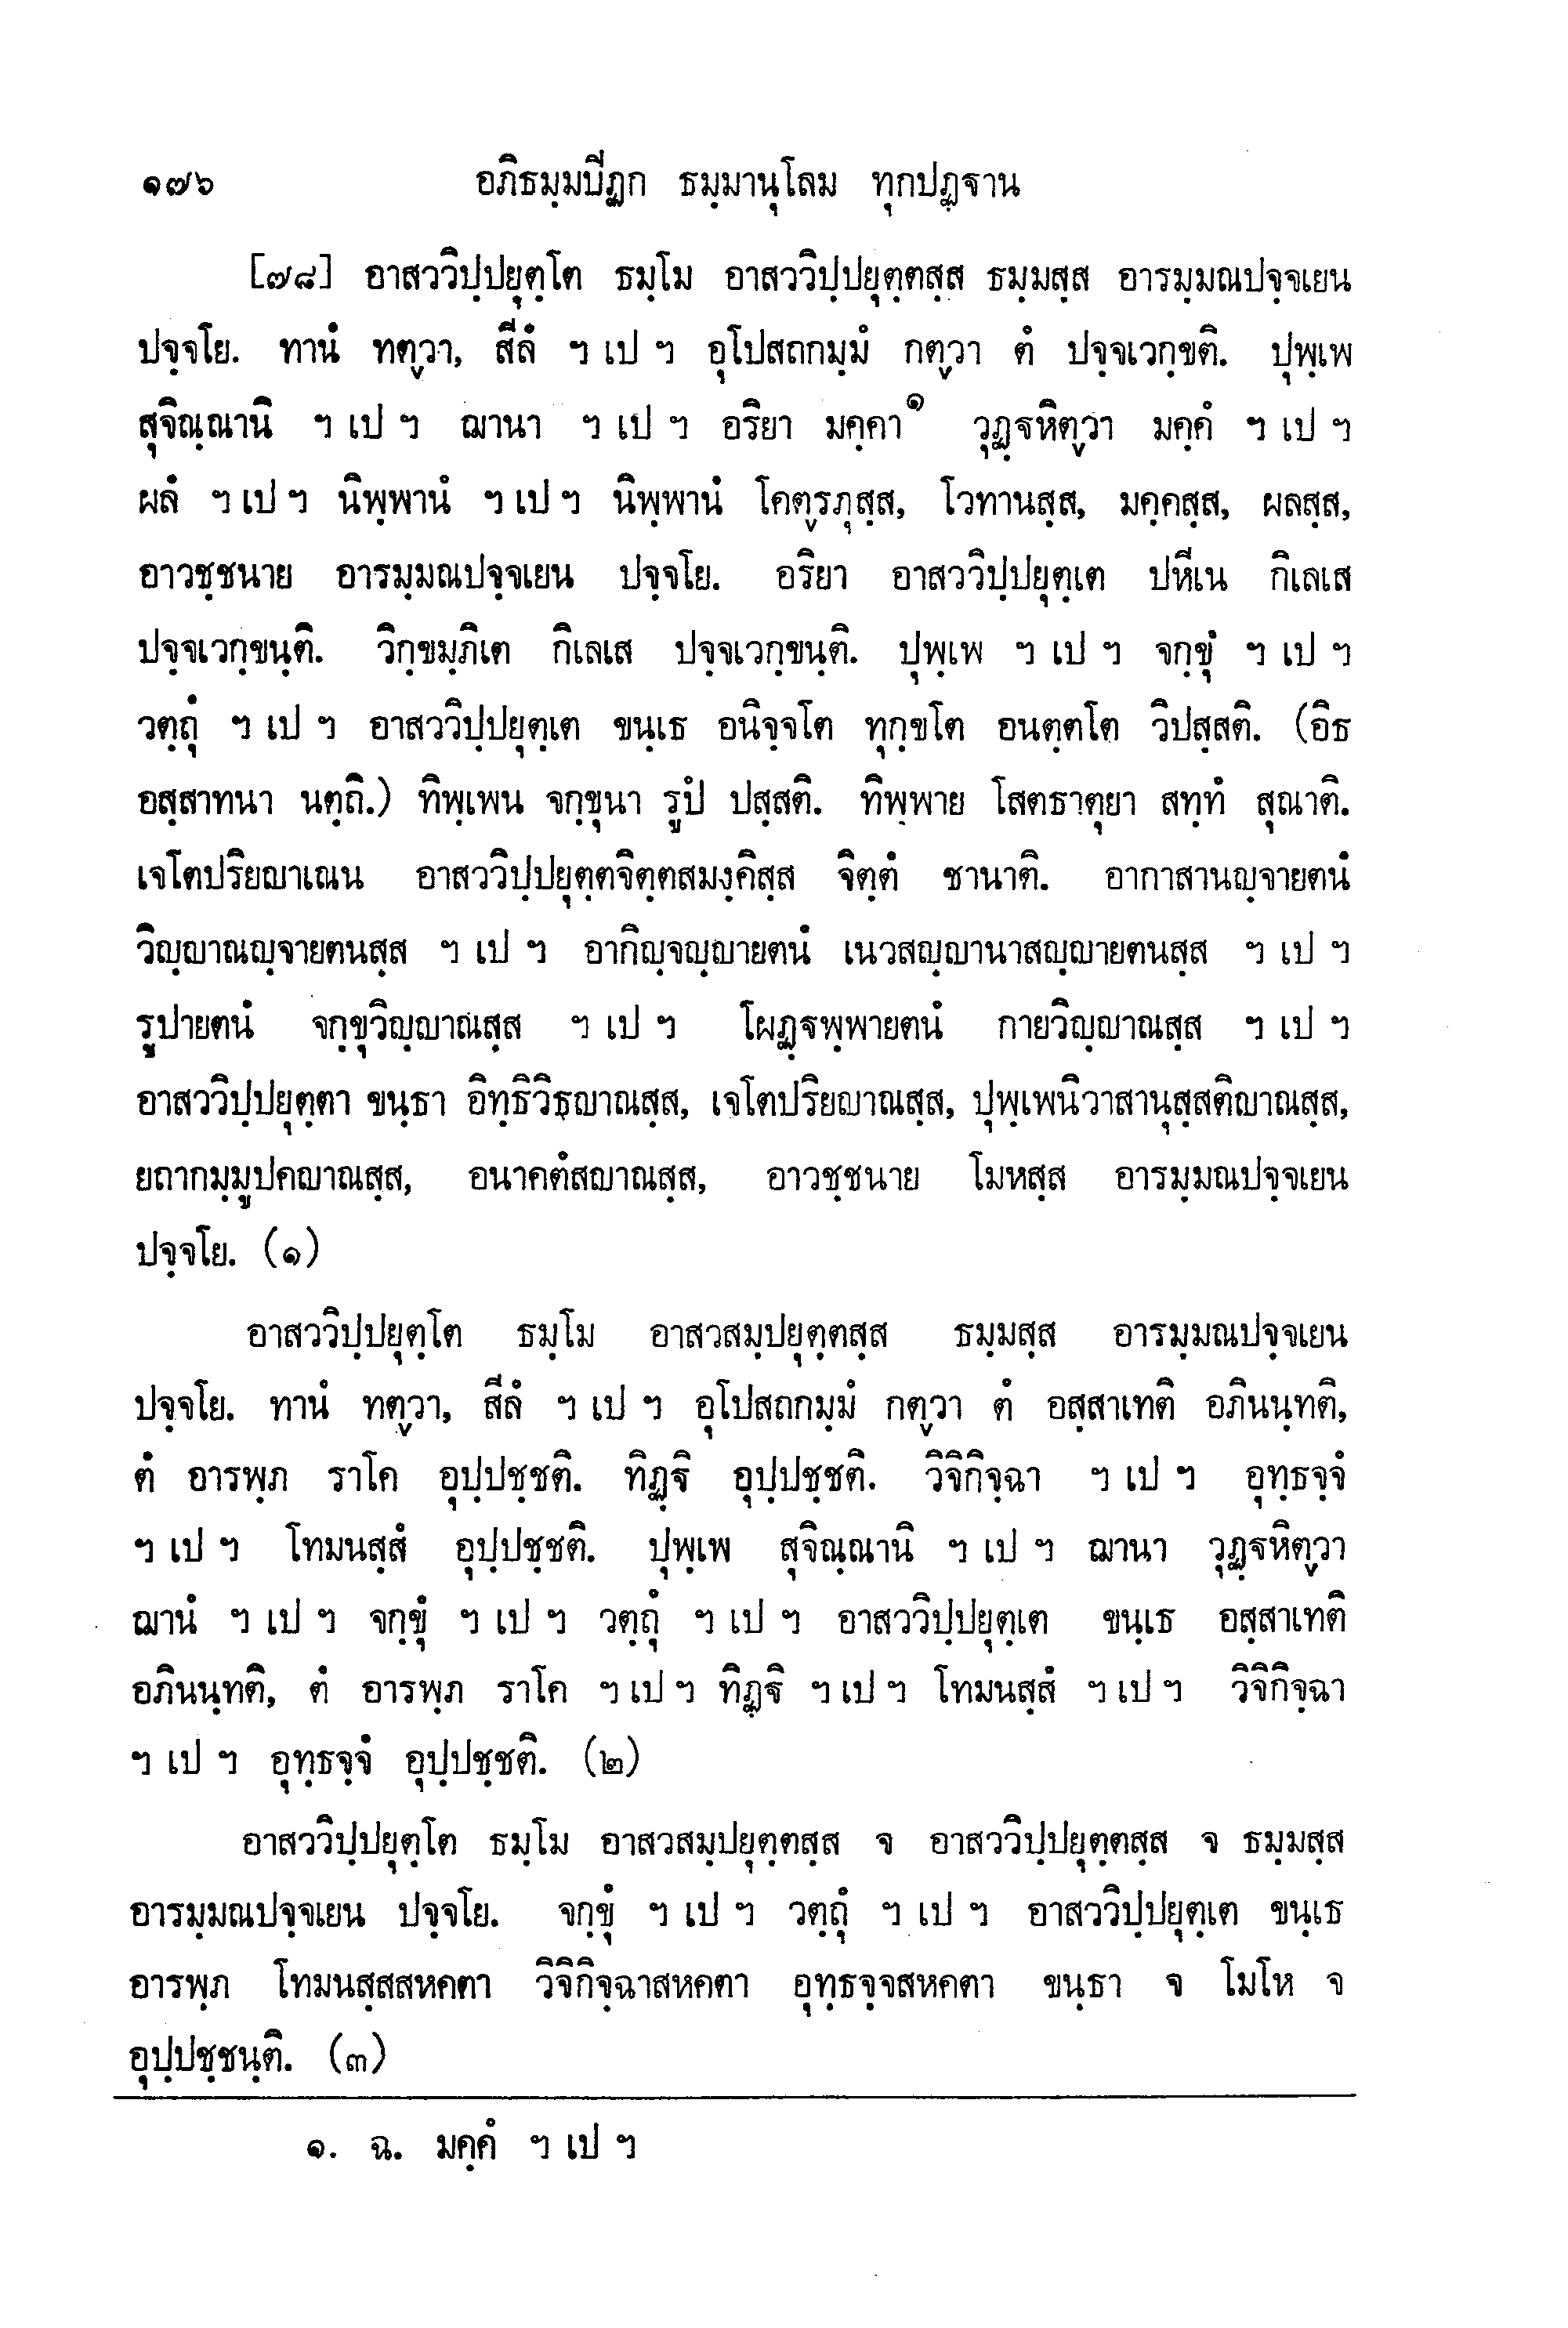 ๑๗๖ อภิธมฺมปีฏก ธมฺมานุโลม ทุกปฏฺฐาน
[๗๘] อาสววิปฺปยุตฺโต ธมฺโม อาสววิปฺปยุตฺตสฺส ธมฺมสฺส อารมฺมณปจฺจเยน
ปจฺจโย. ทานํ ทตฺวา, สีลํ ฯ เป ฯ อุโปสถกมฺมํ กตฺวา ตํ ปจฺจเวกฺขติ. ปุพฺเพ
สุจิณฺณานิ ฯ เป ฯ ฌานา ฯ เป ฯ อริยา มคฺคา๑ วุฏฺฐหิตฺวา มคฺคํ ฯ เป ฯ
ผลํ ฯ เป ฯ นิพฺพานํ ฯ เป ฯ นิพฺพานํ โคตฺรภุสฺส, โวทานสฺส, มคฺคสฺส, ผลสฺส,
อาวชฺชนาย อารมฺมณปจฺจเยน ปจฺจโย. อริยา อาสววิปฺปยุตฺเต ปหีเน กิเลเส
ปจฺจเวกฺขนฺติ. วิกฺขมฺภิเต กิเลเส ปจฺจเวกฺขนฺติ. ปุพฺเพ ฯ เป ฯ จกฺขุํ ฯ เป ฯ
วตฺถุํ ฯ เป ฯ อาสววิปฺปยุตฺเต ขนฺเธ อนิจฺจโต ทุกฺขโต อนตฺตโต วิปสฺสติ. (อิธ
อสฺสาทนา นตฺถิ.) ทิพฺเพน จกฺขุนา รูปํ ปสฺสติ. ทิพฺพาย โสตธาตุยา สทฺทํ สุณาติ.
เจโตปริยญาเณน อาสววิปฺปยุตฺตจิตฺตสมงฺคิสฺส จิตฺตํ ชานาติ. อากาสานญฺจายตนํ
วิญฺญาณญฺจายตนสฺส ฯ เป ฯ อากิญฺจญฺญายตนํ เนวสญฺญานาสญฺญายตนสฺส ฯ เป ฯ
รูปายตนํ จกฺขุวิญฺญาณสฺส ฯ เป ฯ โผฏฺฐพฺพายตนํ กายวิญฺญาณสฺส ฯ เป ฯ
อาสววิปฺปยุตฺตา ขนฺธา อิทฺธิวิธญาณสฺส, เจโตปริยญาณสฺส, ปุพฺเพนิวาสานุสฺสติญาณสฺส,
ยถากมฺมูปคญาณสฺส, อนาคตํสญาณสฺส, อาวชฺชนาย โมหสฺส อารมฺมณปจฺจเยน
ปจฺจโย. (๑)
อาสววิปฺปยุตฺโต ธมฺโม อาสวสมฺปยุตฺตสฺส ธมฺมสฺส อารมฺมณปจฺจเยน
ปจฺจโย. ทานํ ทตฺวา, สีลํ ฯ เป ฯ อุโปสถกมฺมํ กตฺวา ตํ อสฺสาเทติ อภินนฺทติ,
ตํ อารพฺภ ราโค อุปฺปชฺชติ. ทิฏฺฐิ อุปฺปชฺชติ. วิจิกิจฺฉา ฯ เป ฯ อุทฺธจฺจํ
ฯ เป ฯ โทมนสฺสํ อุปฺปชฺชติ. ปุพฺเพ สุจิณฺณานิ ฯ เป ฯ ฌานา วุฏฺฐหิตฺวา
ฌานํ ฯ เป ฯ จกฺขุํ ฯ เป ฯ วตฺถุํ ฯ เป ฯ อาสววิปฺปยุตฺเต ขนฺเธ อสฺสาเทติ
อภินนฺทติ, ตํ อารพฺภ ราโค ฯ เป ฯ ทิฏฺฐิ ฯ เป ฯ โทมนสฺสํ ฯ เป ฯ วิจิกิจฺฉา
ฯ เป ฯ อุทฺธจฺจํ อุปฺปชฺชติ. (๒)
อาสววิปฺปยุตฺโต ธมฺโม อาสวสมฺปยุตฺตสฺส จ อาสววิปฺปยุตฺตสฺส จ ธมฺมสฺส
อารมฺมณปจฺจเยน ปจฺจโย. จกฺขุํ ฯ เป ฯ วตฺถุํ ฯ เป ฯ อาสววิปฺปยุตฺเต ขนฺเธ
อารพฺภ โทมนสฺสสหคตา วิจิกิจฺฉาสหคตา อุทฺธจฺจสหคตา ขนฺธา จ โมโห จ
อุปฺปชฺชนฺติ. (๓)
๑. ฉ. มคฺคํ ฯ เป ฯ